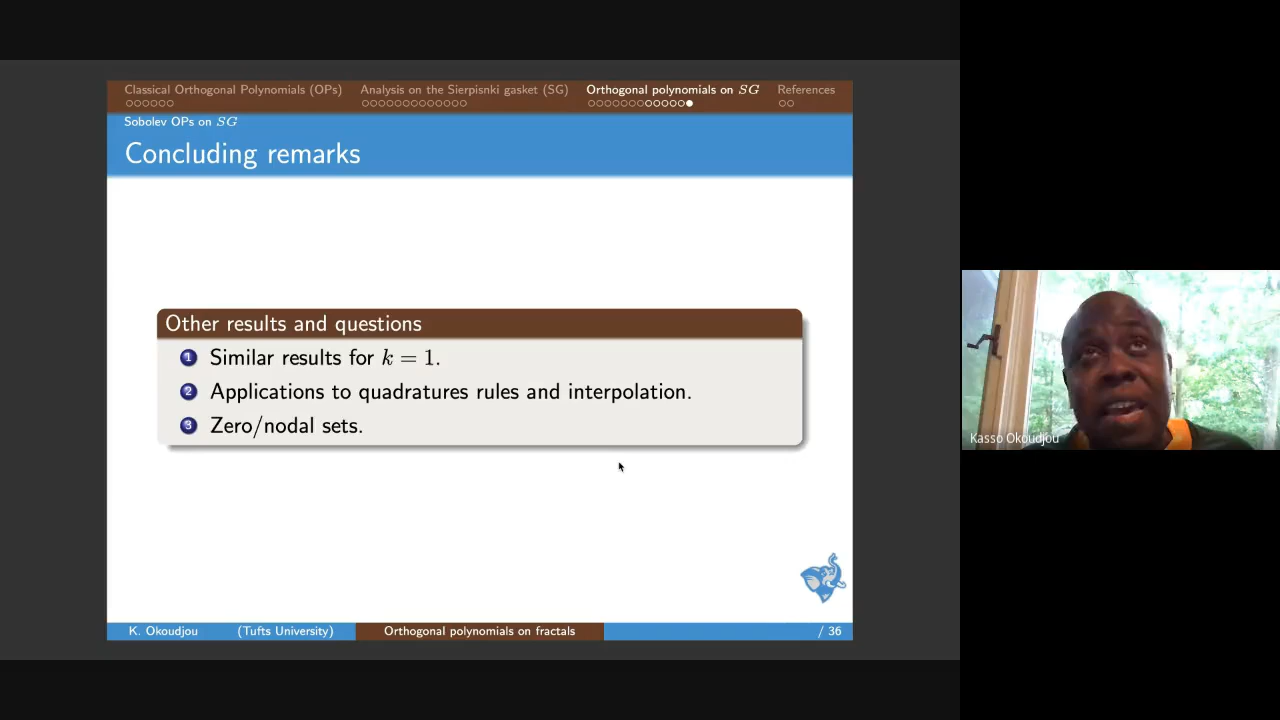 Classical Orthogonal Polynomials (OPs) Analysis on the Sierpisnki gasket (SG) Orthogonal polynomials on SG References
Sobolev OPs on SG
Concluding remarks
Other results and questions
1 Similar results for k = 1.
2 Applications to quadratures rules and interpolation.
3 Zero/nodal sets.
Kasso Okoudjou
K. Okoudjou (Tufts University) Orthogonal polynomials on fractals / 36